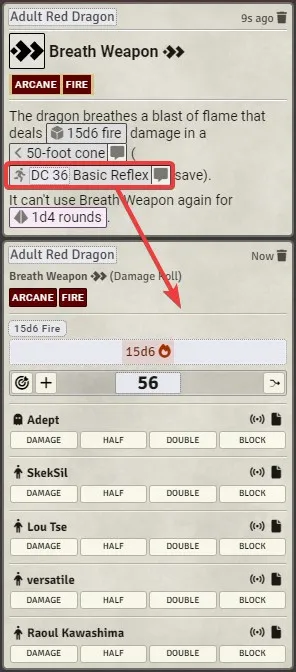 Adult Red Dragon 9s ago
Breath Weapon
ARCANE FIRE
The dragon breathes a blast of flame that
deals 15d6 fire damage in a
50-foot cone (
DC 36 Basic Reflex save).
It can't use Breath Weapon again for
1d4 rounds.
Adult Red Dragon Now
Breath Weapon (Damage Roll)
ARCANE FIRE
15d6 Fire
15d6
56
Adept
DAMAGE HALF DOUBLE BLOCK
SkekSil
DAMAGE HALF DOUBLE BLOCK
Lou Tse
DAMAGE HALF DOUBLE BLOCK
versatile
DAMAGE HALF DOUBLE BLOCK
Raoul Kawashima
DAMAGE HALF DOUBLE BLOCK